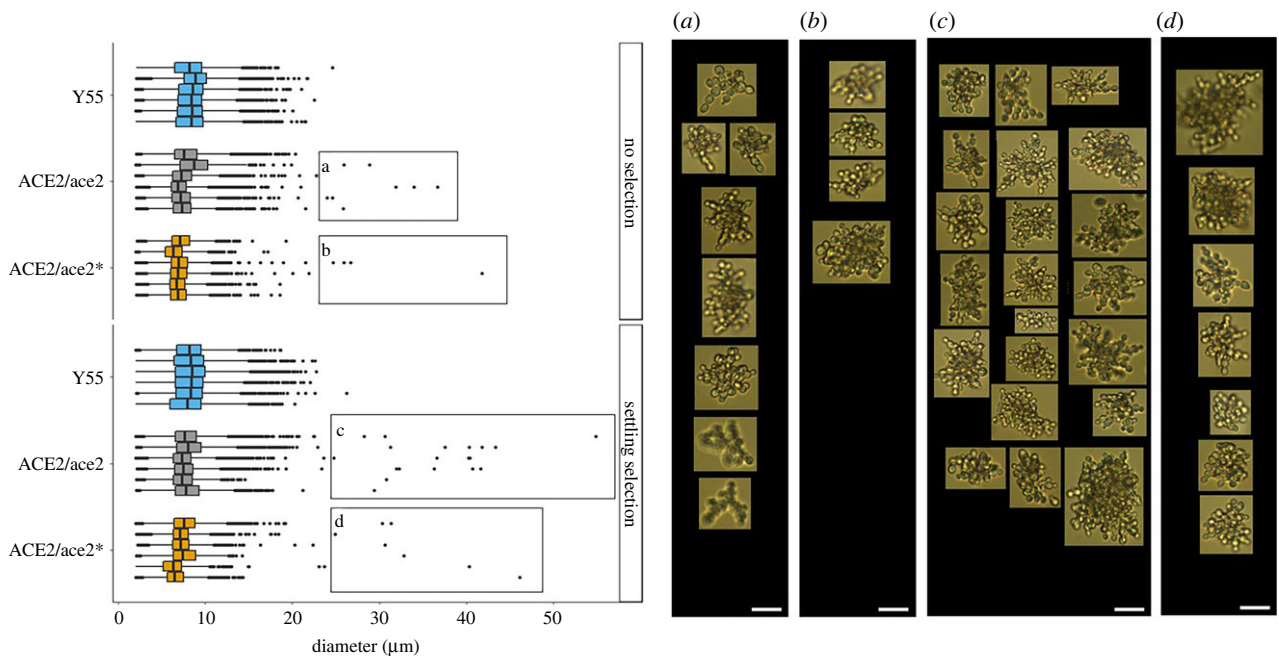 (a)
(b)
(c)
(d)
Y55
ACE2/ace2
ACE2/ace2*
a
b
no selection
Y55
ACE2/ace2
ACE2/ace2*
c
d
settling selection
0 10 20 30 40 50
diameter (μm)